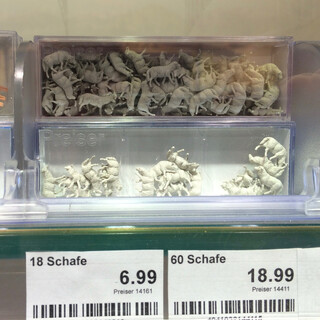 18 Schafe
6.99
Preiser 14161
60 Schafe
18.99
Preiser 14411